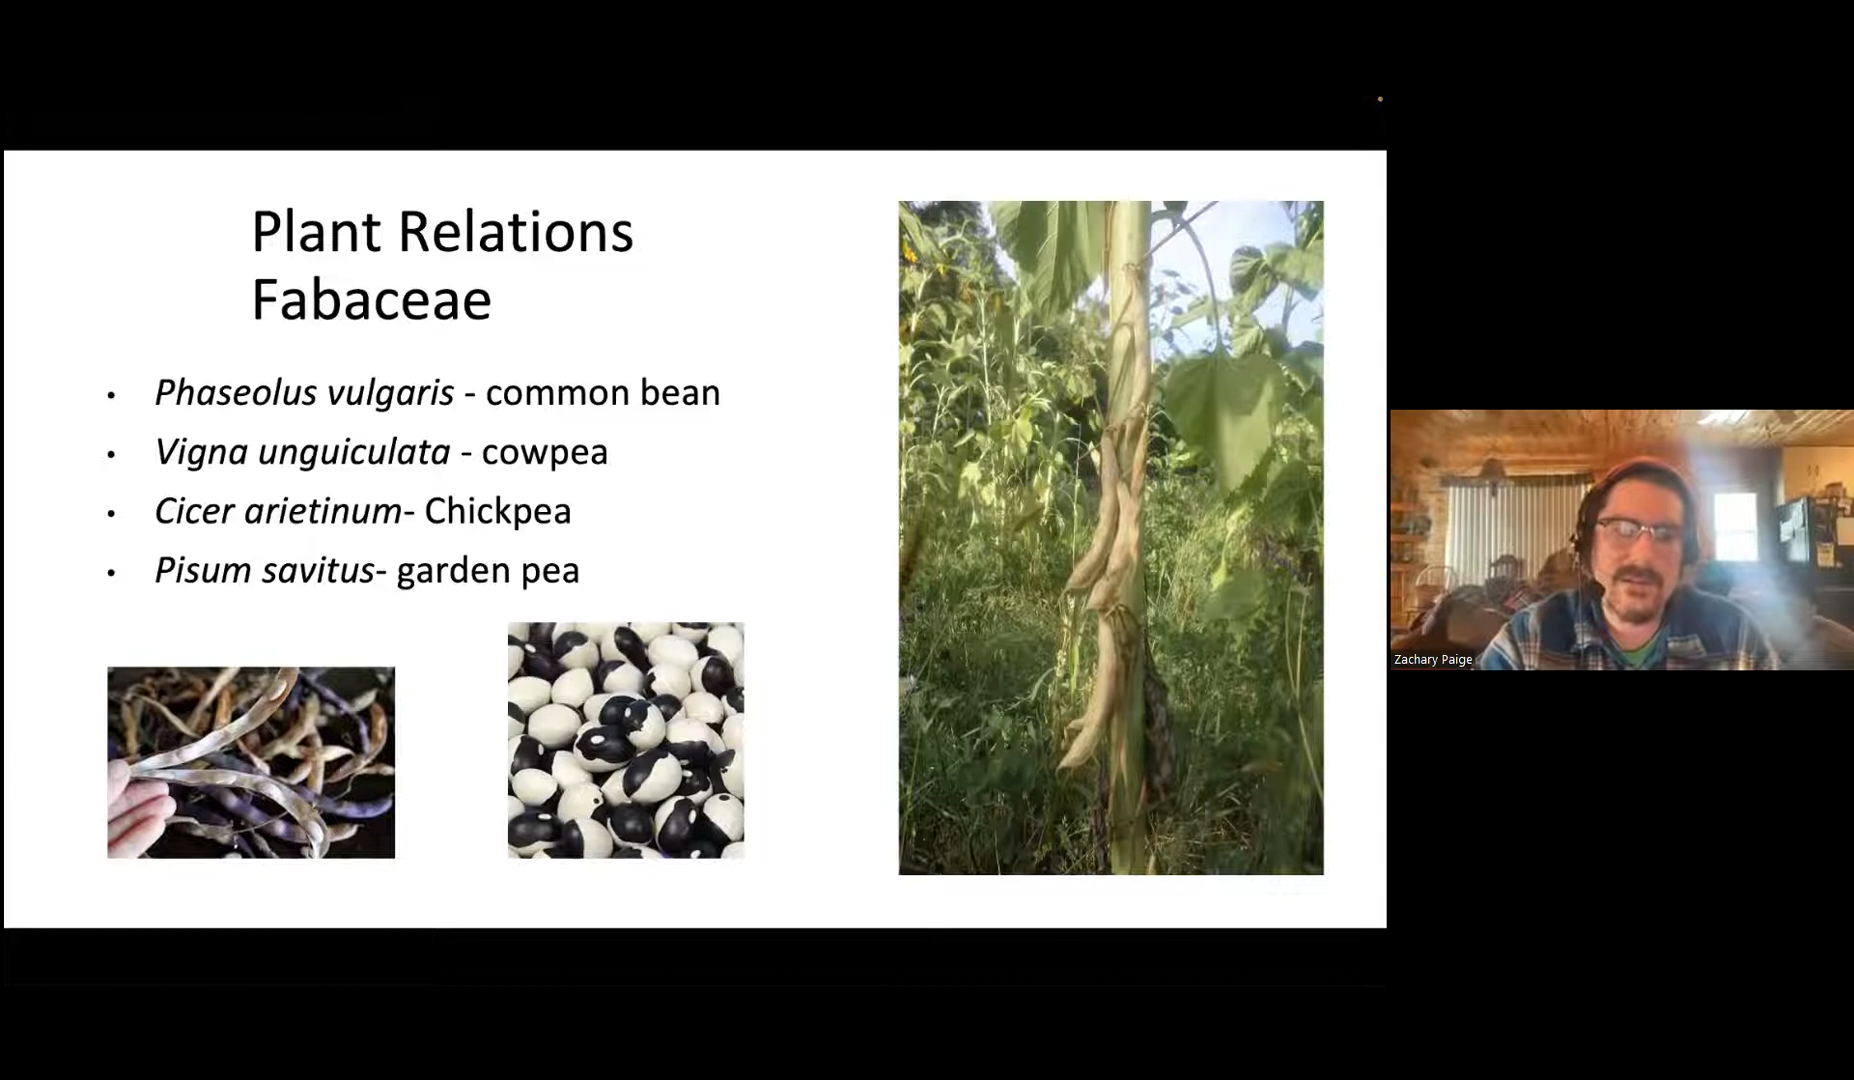 Plant Relations
Fabaceae
• Phaseolus vulgaris - common bean
• Vigna unguiculata - cowpea
• Cicer arietinum- Chickpea
• Pisum savitus- garden pea
Zachary Paige